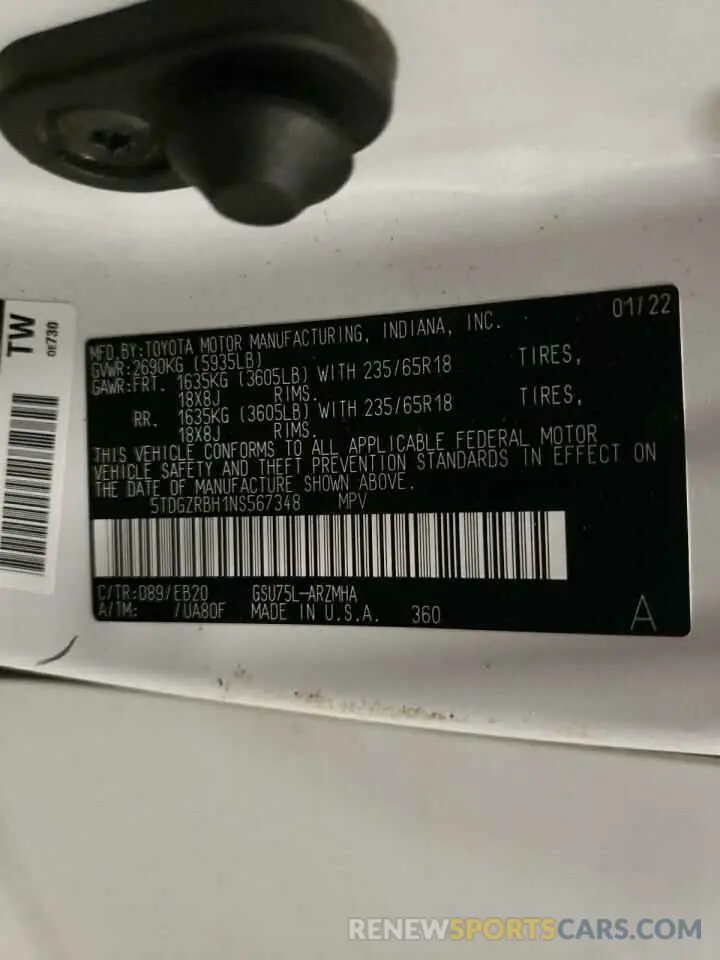 TW
0E730
01/22
MFD.BY:TOYOTA MOTOR MANUFACTURING, INDIANA, INC.
GVWR:2690KG (5935LB)
GAWR:FRT. 1635KG (3605LB) WITH 235/65R18 TIRES,
18X8J RIMS.
RR. 1635KG (3605LB) WITH 235/65R18 TIRES,
18X8J RIMS.
THIS VEHICLE CONFORMS TO ALL APPLICABLE FEDERAL MOTOR
VEHICLE SAFETY AND THEFT PREVENTION STANDARDS IN EFFECT ON
THE DATE OF MANUFACTURE SHOWN ABOVE.
5TDGZRBH1NS567348 MPV
C/TR:089/EB20 GSU75L-ARZMHA
A/TM: /UA80F MADE IN U.S.A. 360
A
RENEWSPORTSCARS.COM